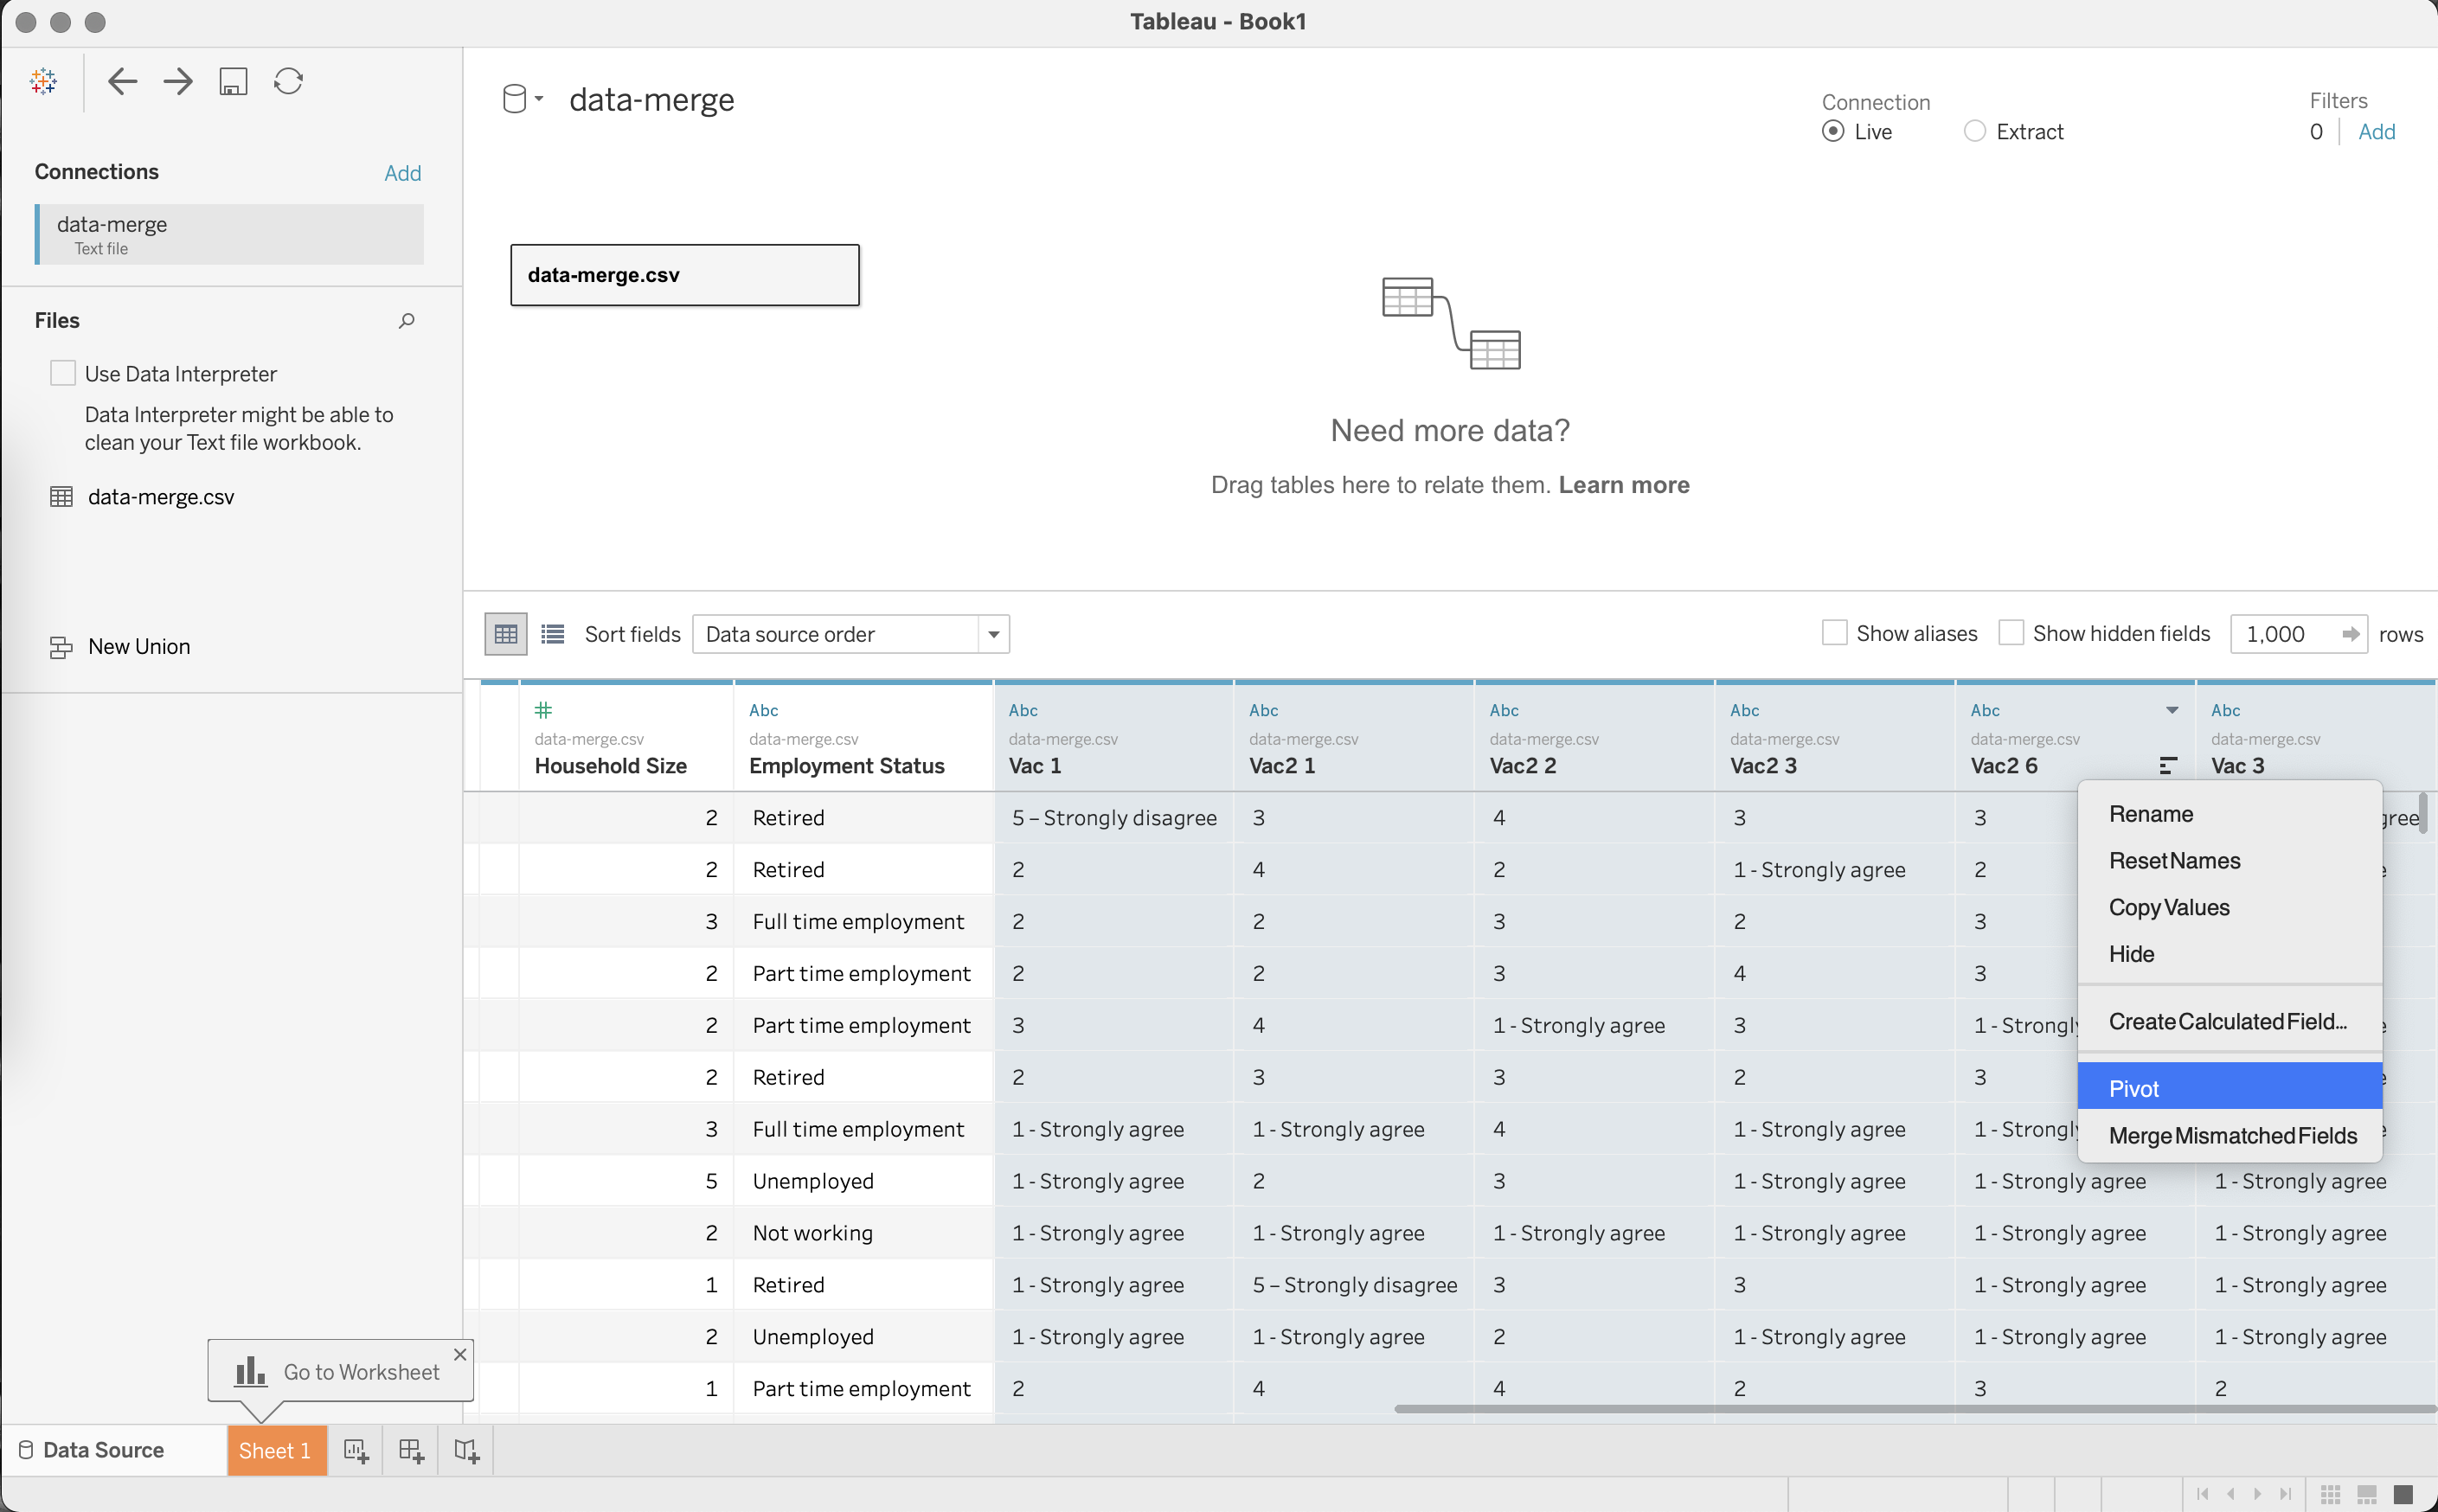 Tableau - Book1
data-merge
Connection
Live
Extract
Filters
0
Add
Connections
Add
data-merge
Text file
data-merge.csv
Files
Use Data Interpreter
Data Interpreter might be able to
clean your Text file workbook.
data-merge.csv
New Union
Need more data?
Drag tables here to relate them. Learn more
Sort fields
Data source order
Show aliases
Show hidden fields
1,000
rows
# Abc Abc Abc Abc Abc Abc Abc
data-merge.csv data-merge.csv data-merge.csv data-merge.csv data-merge.csv data-merge.csv data-merge.csv data-merge.csv
Household Size Employment Status Vac 1 Vac2 1 Vac2 2 Vac2 3 Vac2 6 Vac 3
2 Retired 5 – Strongly disagree 3 4 3 3
2 Retired 2 4 2 1 - Strongly agree 2
3 Full time employment 2 2 3 2 3
2 Part time employment 2 2 3 4 3
2 Part time employment 3 4 1 - Strongly agree 3 1 - Strongly
2 Retired 2 3 3 2 3
3 Full time employment 1 - Strongly agree 1 - Strongly agree 4 1 - Strongly agree 1 - Strongly
5 Unemployed 1 - Strongly agree 2 3 1 - Strongly agree 1 - Strongly agree 1 - Strongly agree
2 Not working 1 - Strongly agree 1 - Strongly agree 1 - Strongly agree 1 - Strongly agree 1 - Strongly agree 1 - Strongly agree
1 Retired 1 - Strongly agree 5 – Strongly disagree 3 3 1 - Strongly agree 1 - Strongly agree
2 Unemployed 1 - Strongly agree 1 - Strongly agree 2 1 - Strongly agree 1 - Strongly agree 1 - Strongly agree
1 Part time employment 2 4 4 2 3 2
Rename
Reset Names
Copy Values
Hide
Create Calculated Field...
Pivot
Merge Mismatched Fields
Go to Worksheet
Data Source
Sheet 1